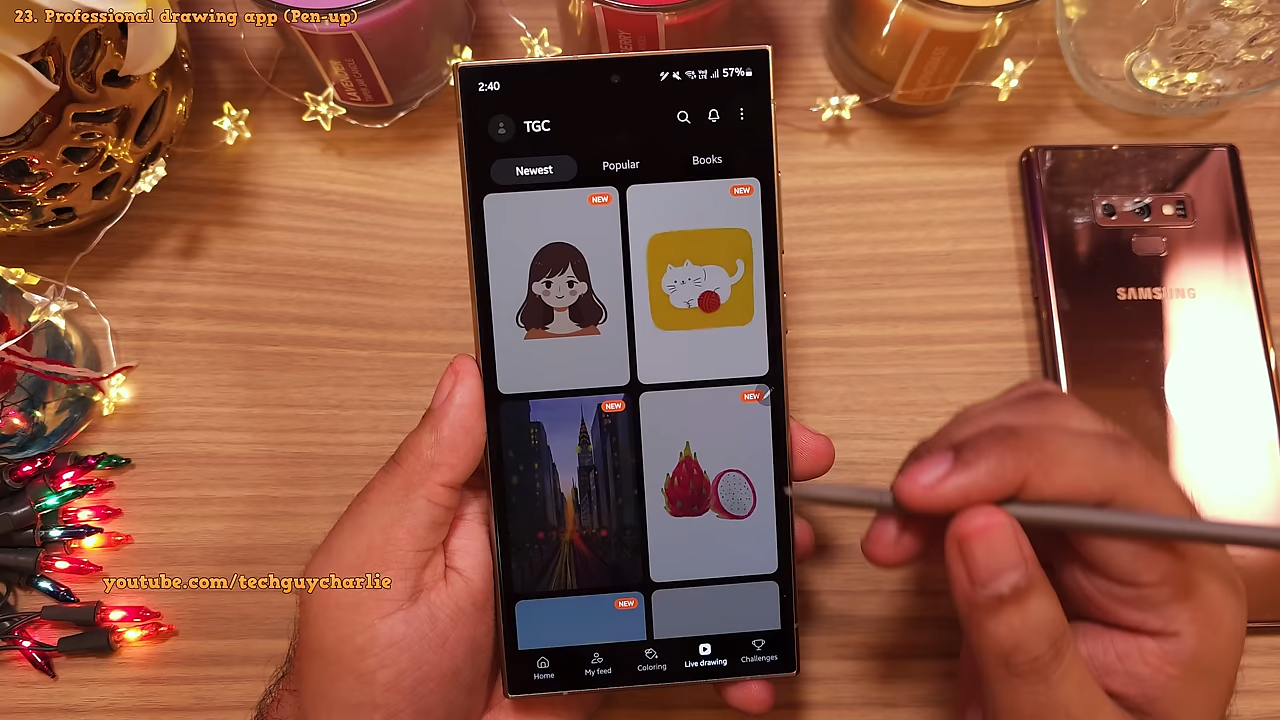 23. Professional drawing app (Pen-up)
LAVENDER
2:40
57%
TGC
Newest
Popular
Books
NEW
NEW
NEW
NEW
NEW
SAMSUNG
youtube.com/techguycharlie
Home
My feed
Coloring
Live drawing
Challenges